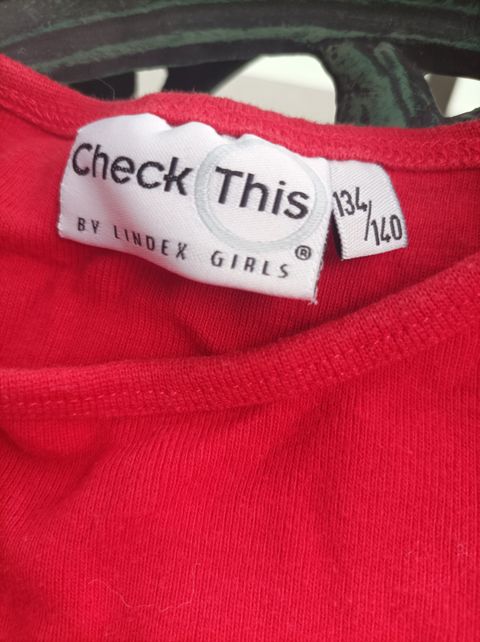 Check This
BY LINDEX GIRLS ®
134/140